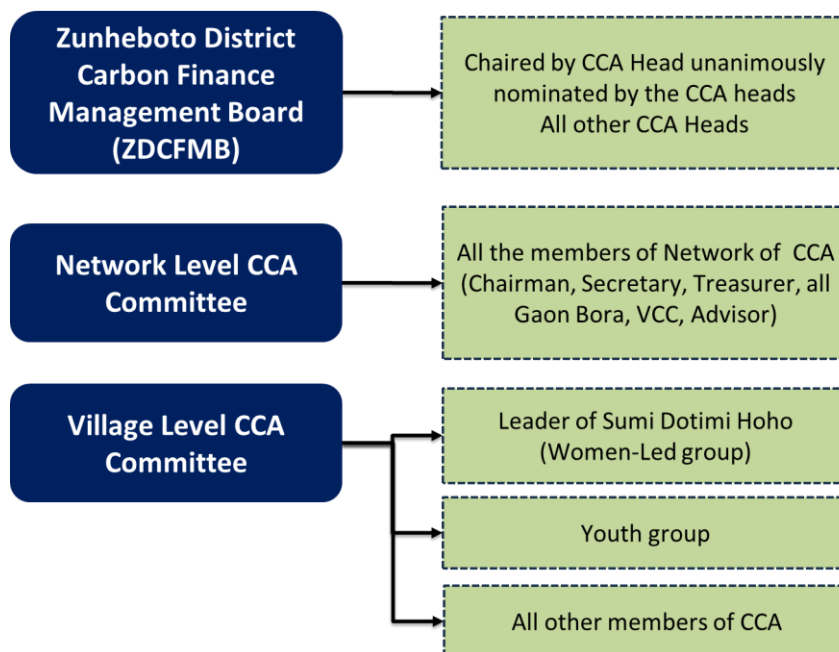 Zunheboto District
Carbon Finance
Management Board
(ZDCFMB)
Chaired by CCA Head unanimously
nominated by the CCA heads
All other CCA Heads
Network Level CCA
Committee
All the members of Network of CCA
(Chairman, Secretary, Treasurer, all
Gaon Bora, VCC, Advisor)
Village Level CCA
Committee
Leader of Sumi Dotimi Hoho
(Women-Led group)
Youth group
All other members of CCA